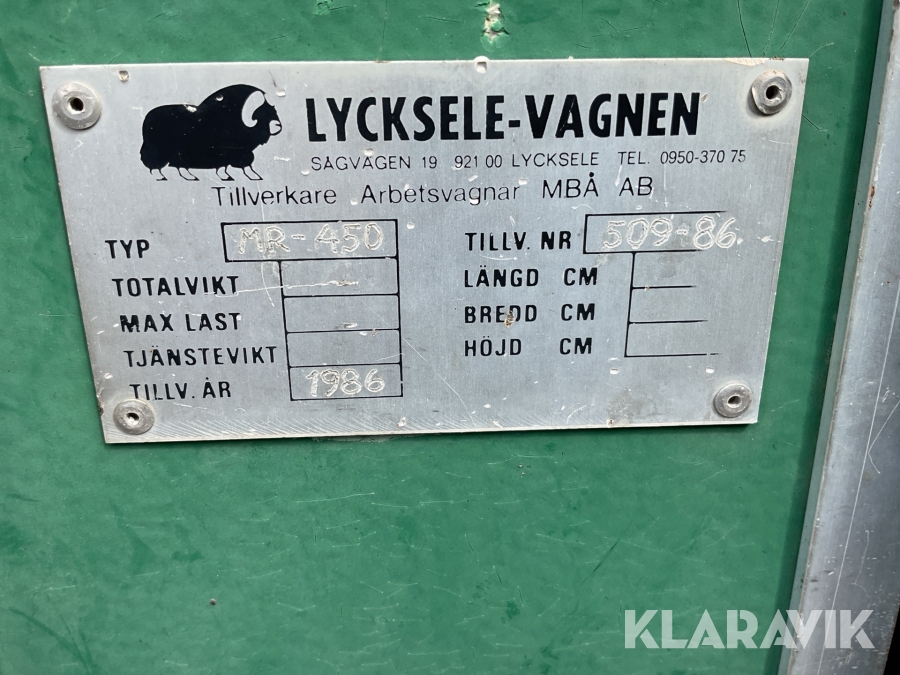 LYCKSELE-VAGNEN
SÅGVÄGEN 19 921 00 LYCKSELE TEL. 0950-370 75
Tillverkare Arbetsvagnar MBÅ AB
TYP MR-450
TOTALVIKT
MAX LAST
TJÄNSTEVIKT
TILLV. ÅR 1986
TILLV. NR 509-86
LÄNGD CM
BREDD CM
HÖJD CM
KLARAVIK